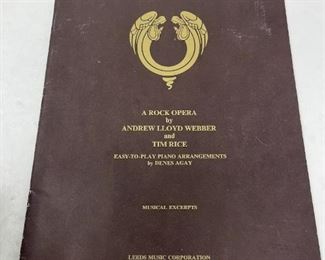 A ROCK OPERA
by
ANDREW LLOYD WEBBER
and
TIM RICE
EASY-TO-PLAY PIANO ARRANGEMENTS
by DENES AGAY
MUSICAL EXCERPTS
LEEDS MUSIC CORPORATION